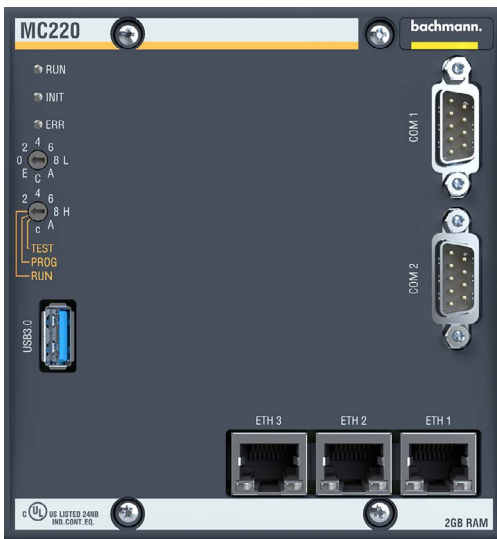 MC220
bachmann.
RUN
INIT
ERR
4
2 6
0 8 L
E A
C
4
2 6
8 H
A
c
TEST
PROG
RUN
COM 1
COM 2
USB3.0
ETH 3 ETH 2 ETH 1
C UL US LISTED 24NB
IND.CONT.EQ.
2GB RAM